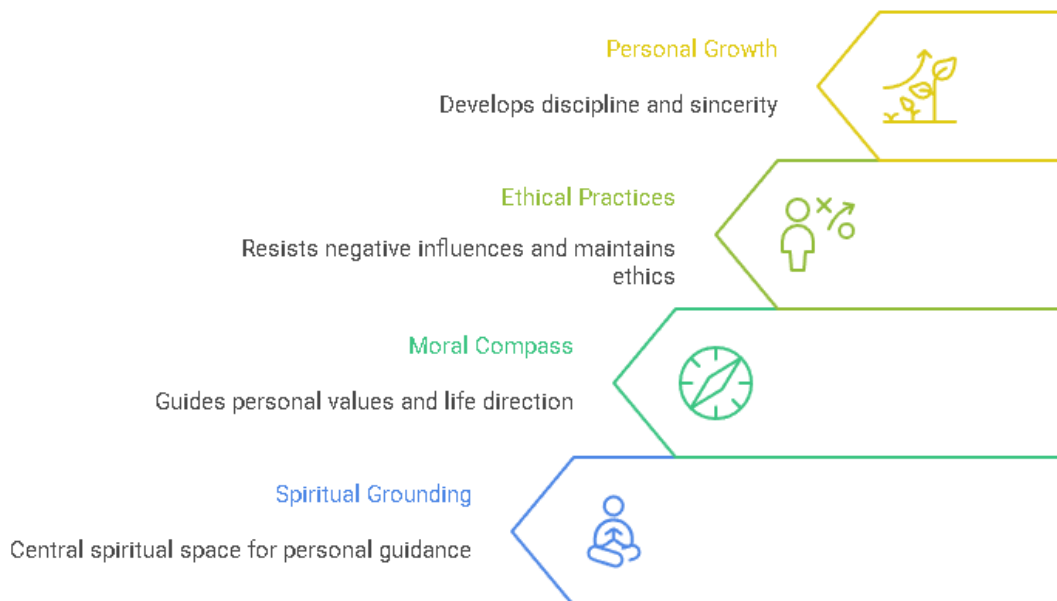 Personal Growth
Develops discipline and sincerity
Ethical Practices
Resists negative influences and maintains
ethics
Moral Compass
Guides personal values and life direction
Spiritual Grounding
Central spiritual space for personal guidance